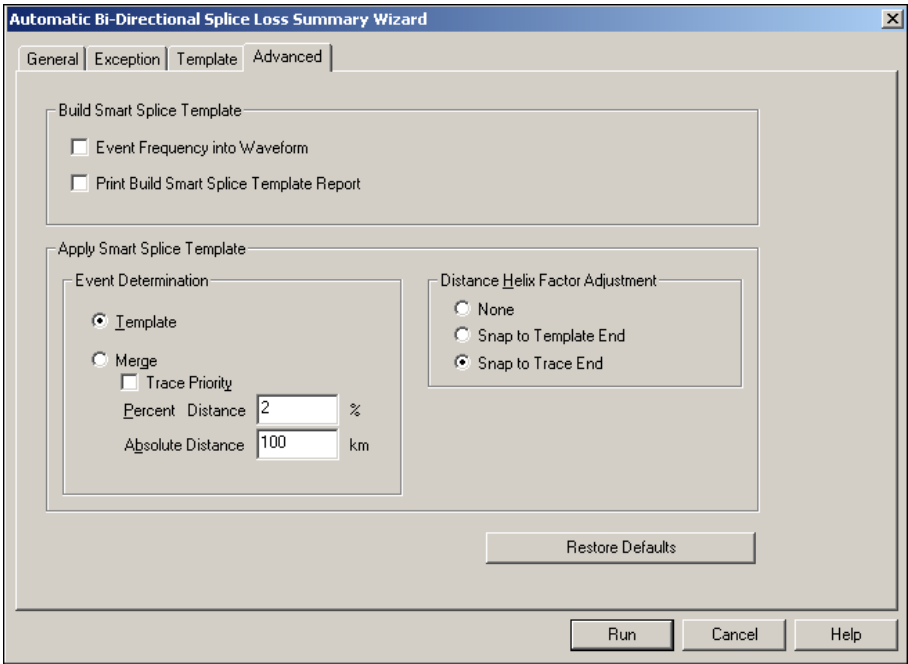 Automatic Bi-Directional Splice Loss Summary Wizard
General Exception Template Advanced
Build Smart Splice Template
Event Frequency into Waveform
Print Build Smart Splice Template Report
Apply Smart Splice Template
Event Determination
Template
Merge
Trace Priority
Percent Distance 2 %
Absolute Distance 100 km
Distance Helix Factor Adjustment
None
Snap to Template End
Snap to Trace End
Restore Defaults
Run Cancel Help